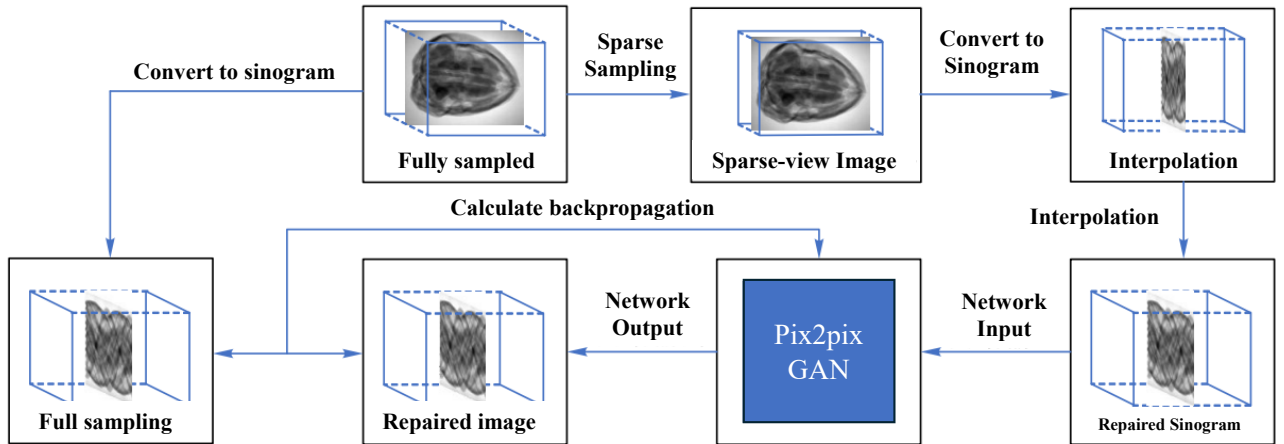 Convert to sinogram
Fully sampled
Sparse
Sampling
Sparse-view Image
Convert to
Sinogram
Interpolation
Interpolation
Calculate backpropagation
Full sampling
Repaired image
Network
Output
Pix2pix
GAN
Network
Input
Repaired Sinogram